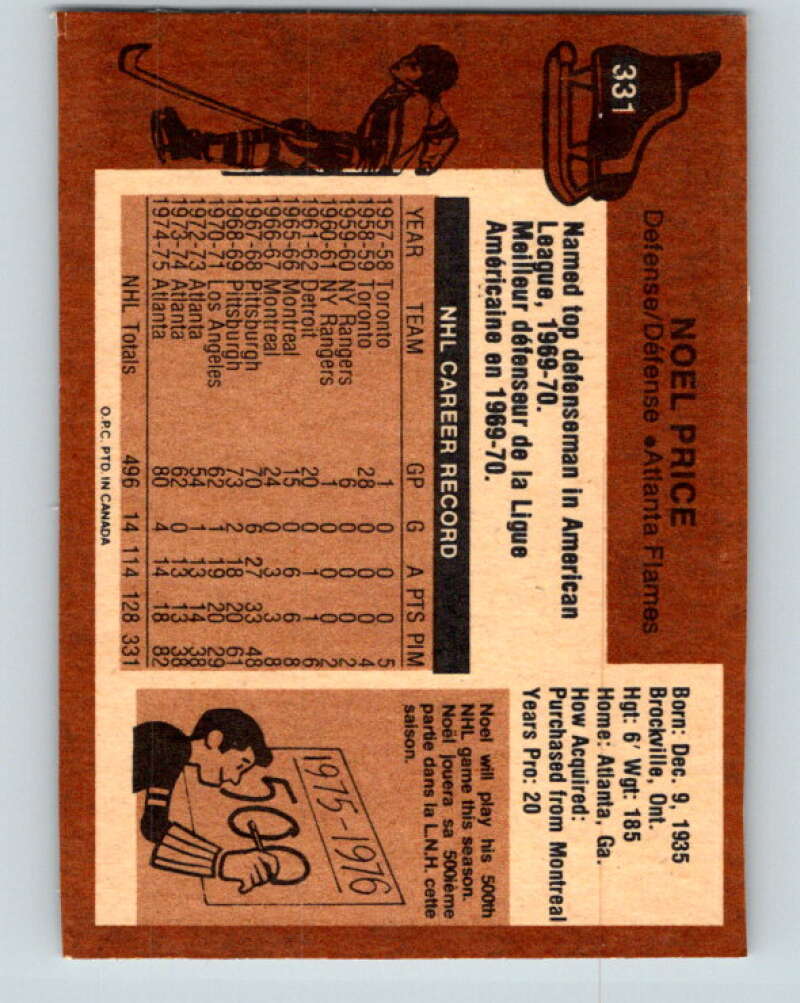 331
NOEL PRICE
Defense/Défense •Atlanta Flames
Named top defenseman in American
League, 1969-70.
Meilleur défenseur de la Ligue
Américaine en 1969-70.
Born: Dec. 9, 1935
Brockville, Ont.
Hgt: 6' Wgt: 185
Home: Atlanta, Ga.
How Acquired:
Purchased from Montreal
Years Pro: 20
NHL CAREER RECORD
YEAR TEAM GP G A PTS PIM
1957-58 Toronto 1 0 0 0 5
1958-59 Toronto 28 0 0 0 4
1959-60 NY Rangers 6 0 0 0 2
1960-61 NY Rangers 1 0 0 0 2
1961-62 Detroit 20 0 1 1 6
1965-66 Montreal 15 0 6 6 8
1966-67 Montreal 24 0 3 3 8
1967-68 Pittsburgh 70 6 27 33 48
1968-69 Pittsburgh 73 2 18 20 61
1970-71 Los Angeles 62 1 19 20 29
1972-73 Atlanta 54 1 13 14 38
1973-74 Atlanta 62 0 13 13 38
1974-75 Atlanta 80 4 14 18 82
NHL Totals 496 14 114 128 331
Noel will play his 500th
NHL game this season.
Noël jouera sa 500ième
partie dans la L.N.H. cette
saison.
1975-1976
500
O.P.C. PTD. IN CANADA